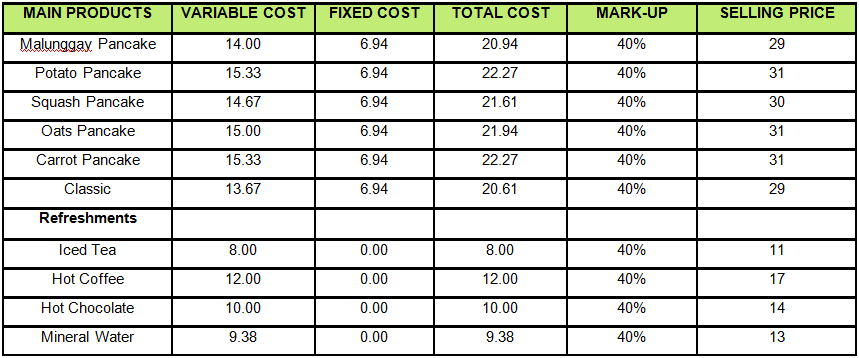 MAIN PRODUCTS VARIABLE COST FIXED COST TOTAL COST MARK-UP SELLING PRICE
Malunggay Pancake 14.00 6.94 20.94 40% 29
Potato Pancake 15.33 6.94 22.27 40% 31
Squash Pancake 14.67 6.94 21.61 40% 30
Oats Pancake 15.00 6.94 21.94 40% 31
Carrot Pancake 15.33 6.94 22.27 40% 31
Classic 13.67 6.94 20.61 40% 29
Refreshments
Iced Tea 8.00 0.00 8.00 40% 11
Hot Coffee 12.00 0.00 12.00 40% 17
Hot Chocolate 10.00 0.00 10.00 40% 14
Mineral Water 9.38 0.00 9.38 40% 13